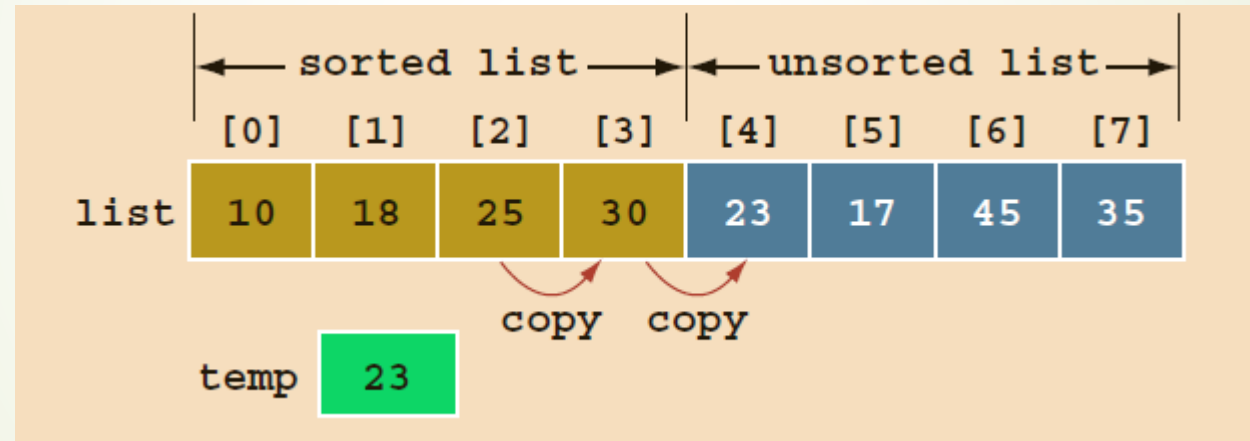 sorted list unsorted list
[0] [1] [2] [3] [4] [5] [6] [7]
list 10 18 25 30 23 17 45 35
copy copy
temp 23